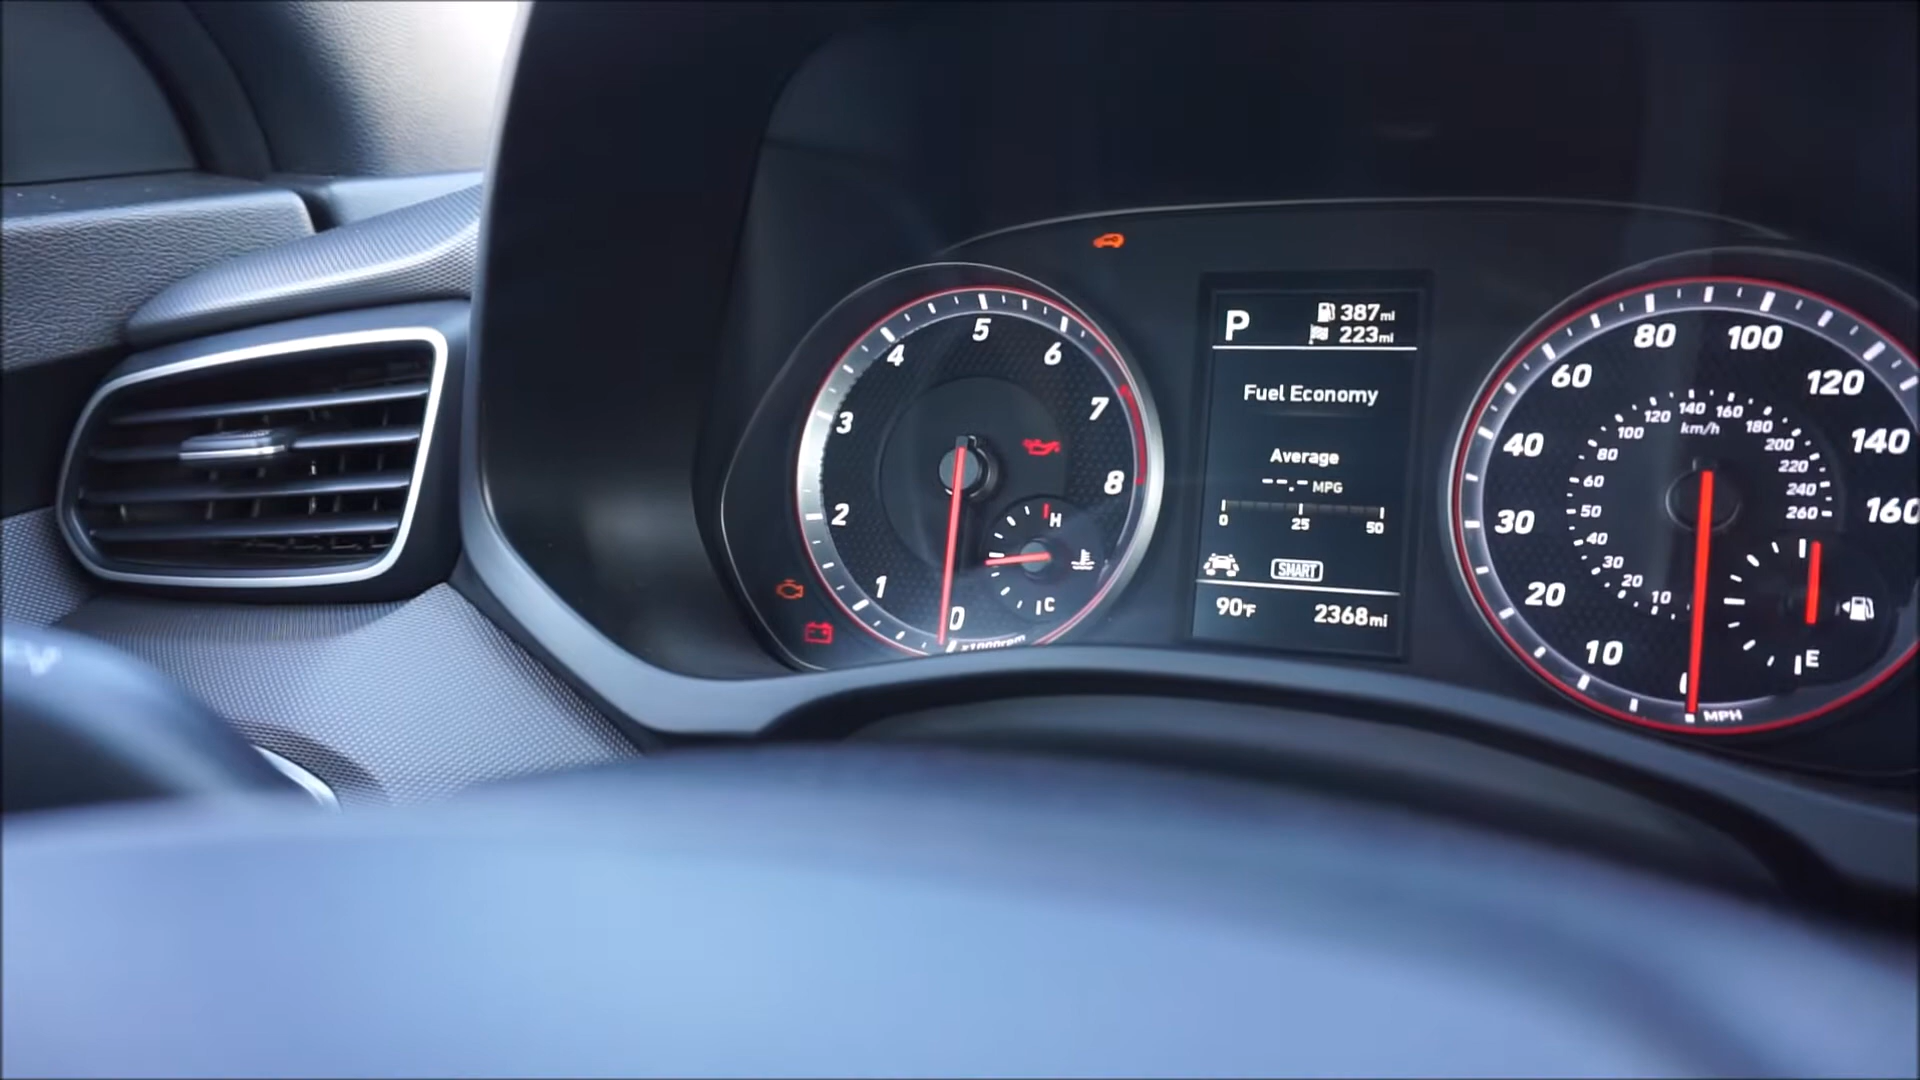 5
4
6
3
7
2
8
1
0
x1000rpm
H
C
P
387mi
223mi
Fuel Economy
Average
--.- MPG
0 25 50
SMART
90°F
2368mi
10
20
30
40
60
80
100
120
140
160
MPH
km/h
10
20
30
40
50
60
80
100
120
140
160
180
200
220
240
260
E